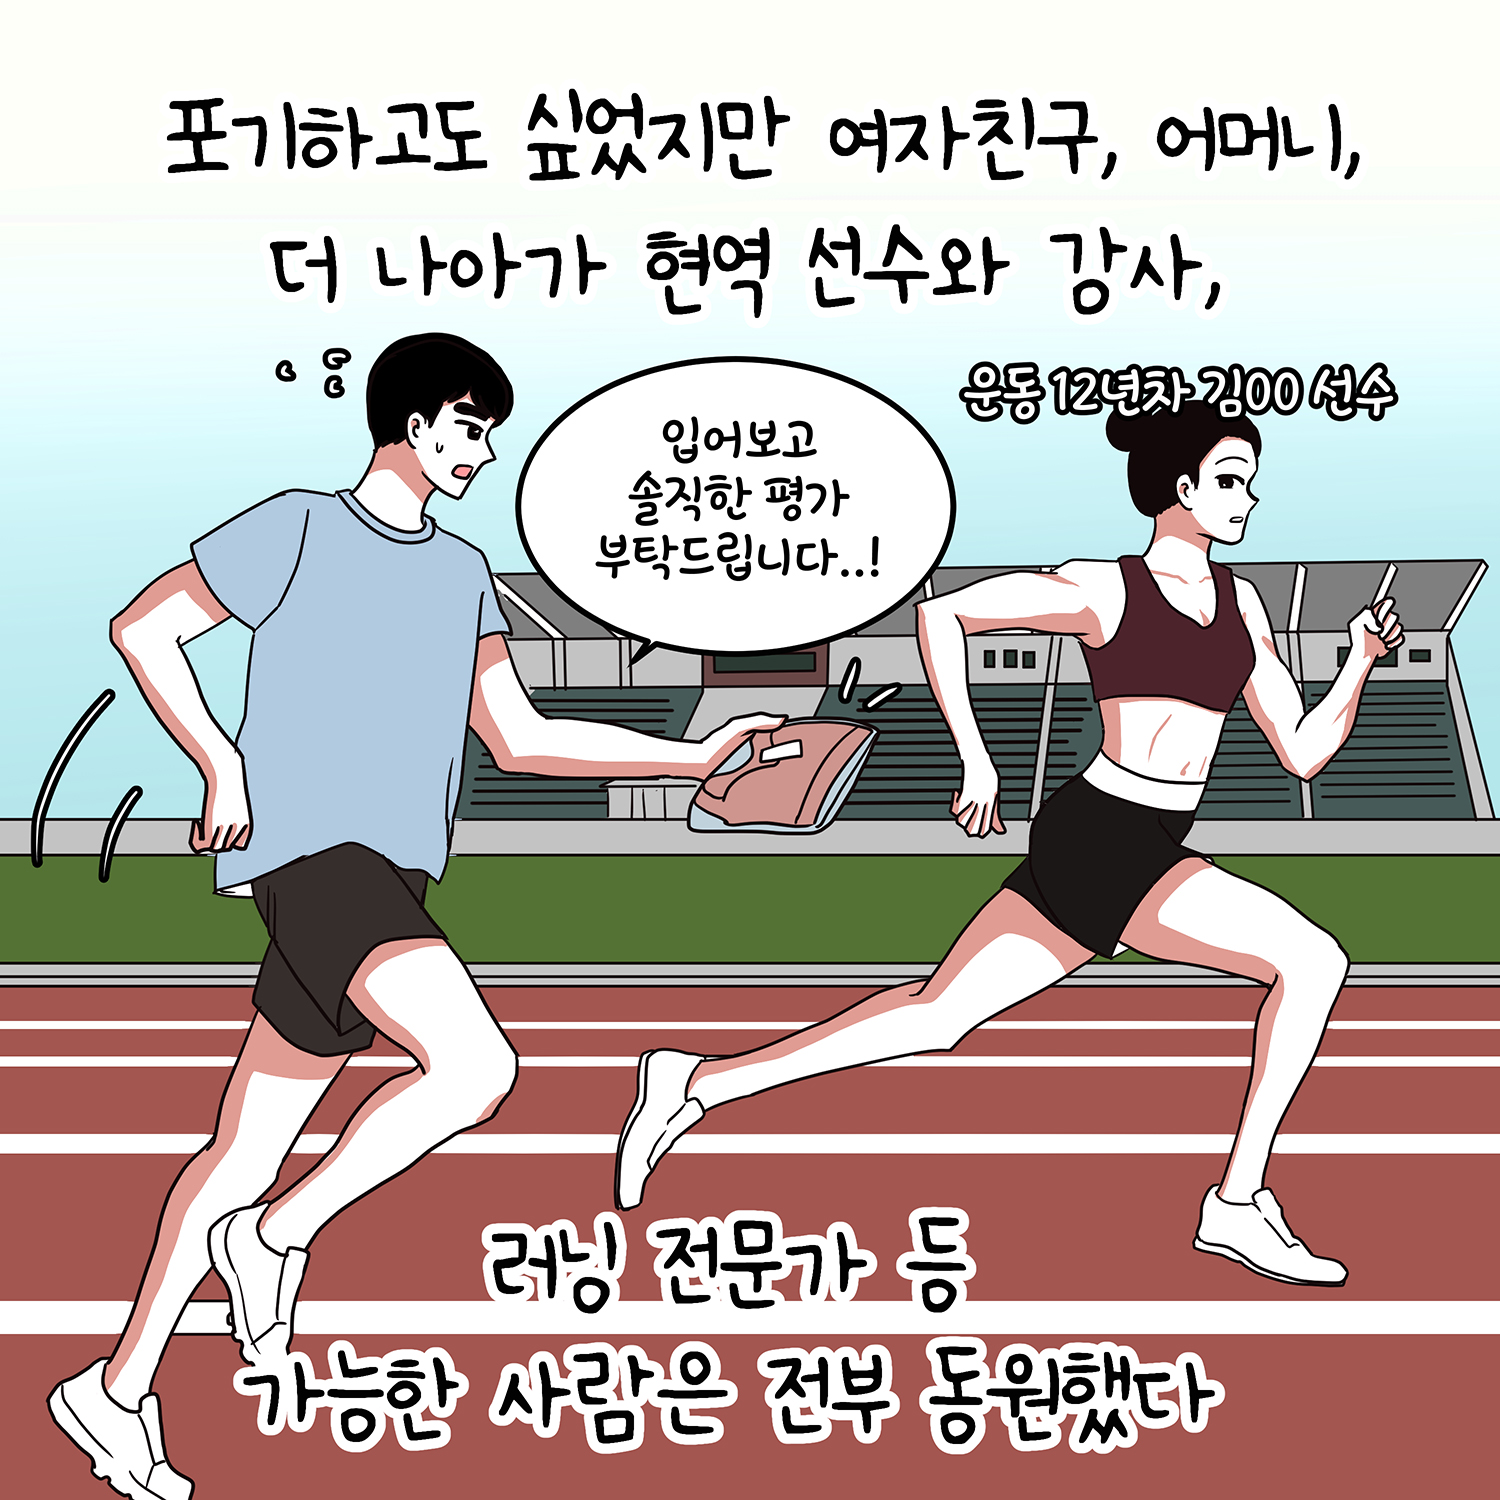 포기하고도 싶었지만 여자친구, 어머니,
더 나아가 현역 선수와 강사,
운동 12년차 김OO 선수
입어보고
솔직한 평가
부탁드립니다..!
러닝 전문가 등
가능한 사람은 전부 동원했다